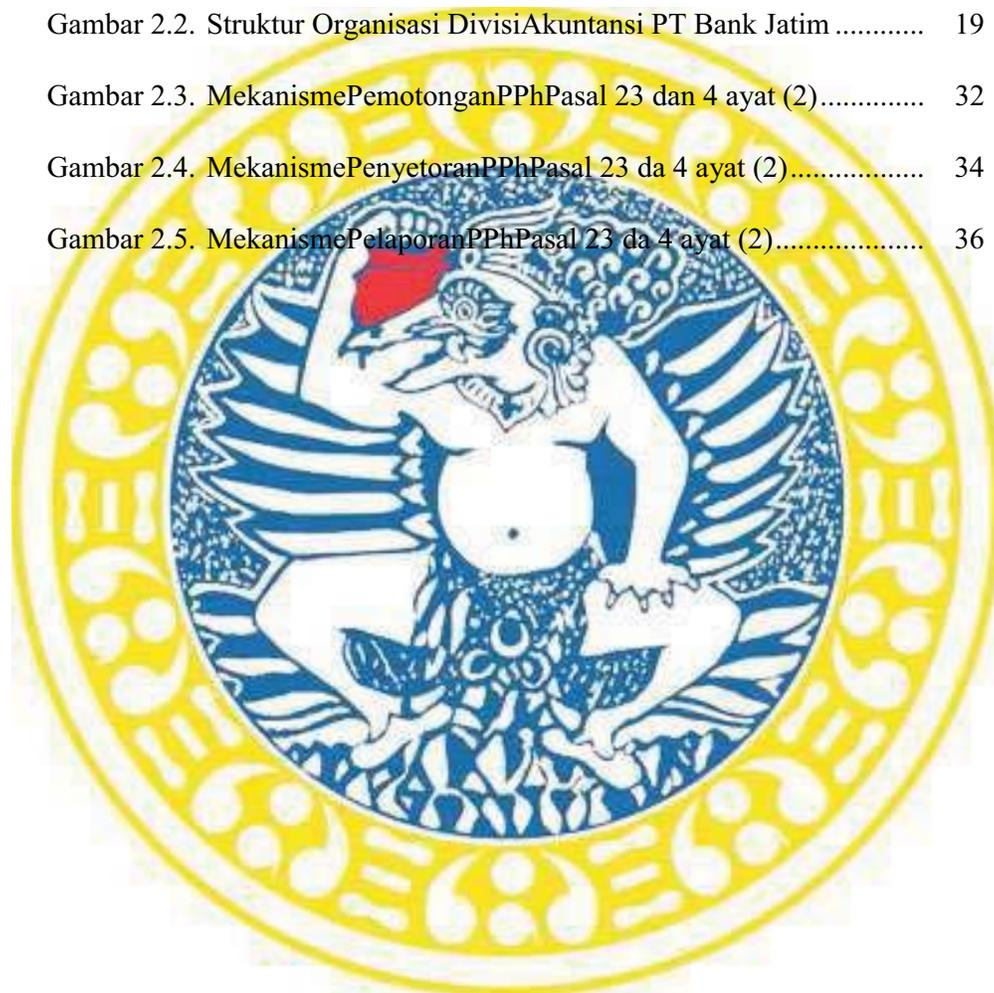 Gambar 2.2. Struktur Organisasi DivisiAkuntansi PT Bank Jatim ............ 19
Gambar 2.3. MekanismePemotonganPPhPasal 23 dan 4 ayat (2).............. 32
Gambar 2.4. MekanismePenyetoranPPhPasal 23 da 4 ayat (2)................. 34
Gambar 2.5. MekanismePelaporanPPhPasal 23 da 4 ayat (2)................... 36